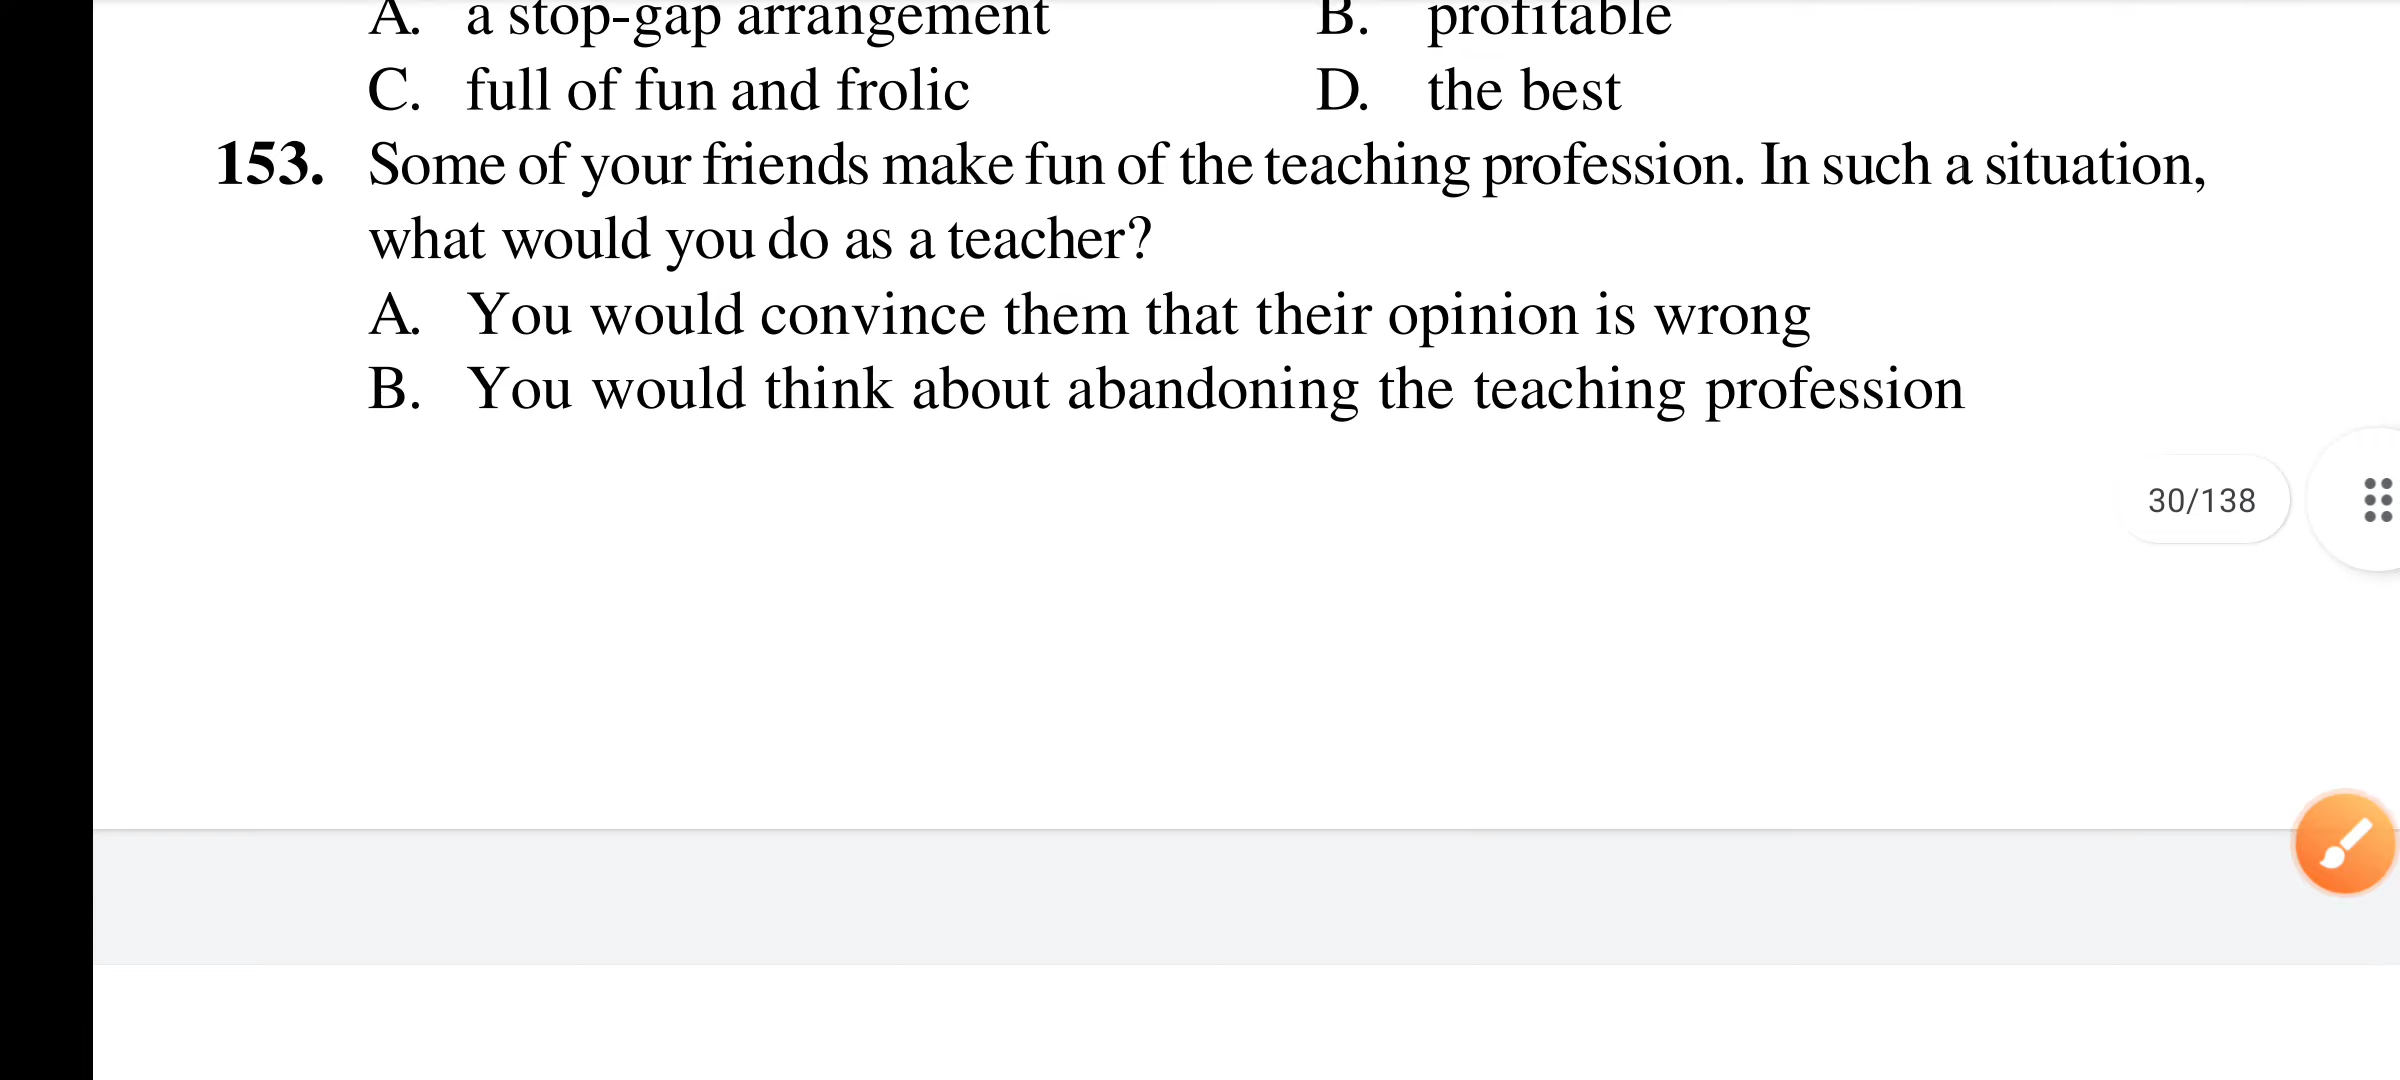 A. a stop-gap arrangement B. profitable
C. full of fun and frolic D. the best
153. Some of your friends make fun of the teaching profession. In such a situation,
what would you do as a teacher?
A. You would convince them that their opinion is wrong
B. You would think about abandoning the teaching profession
30/138